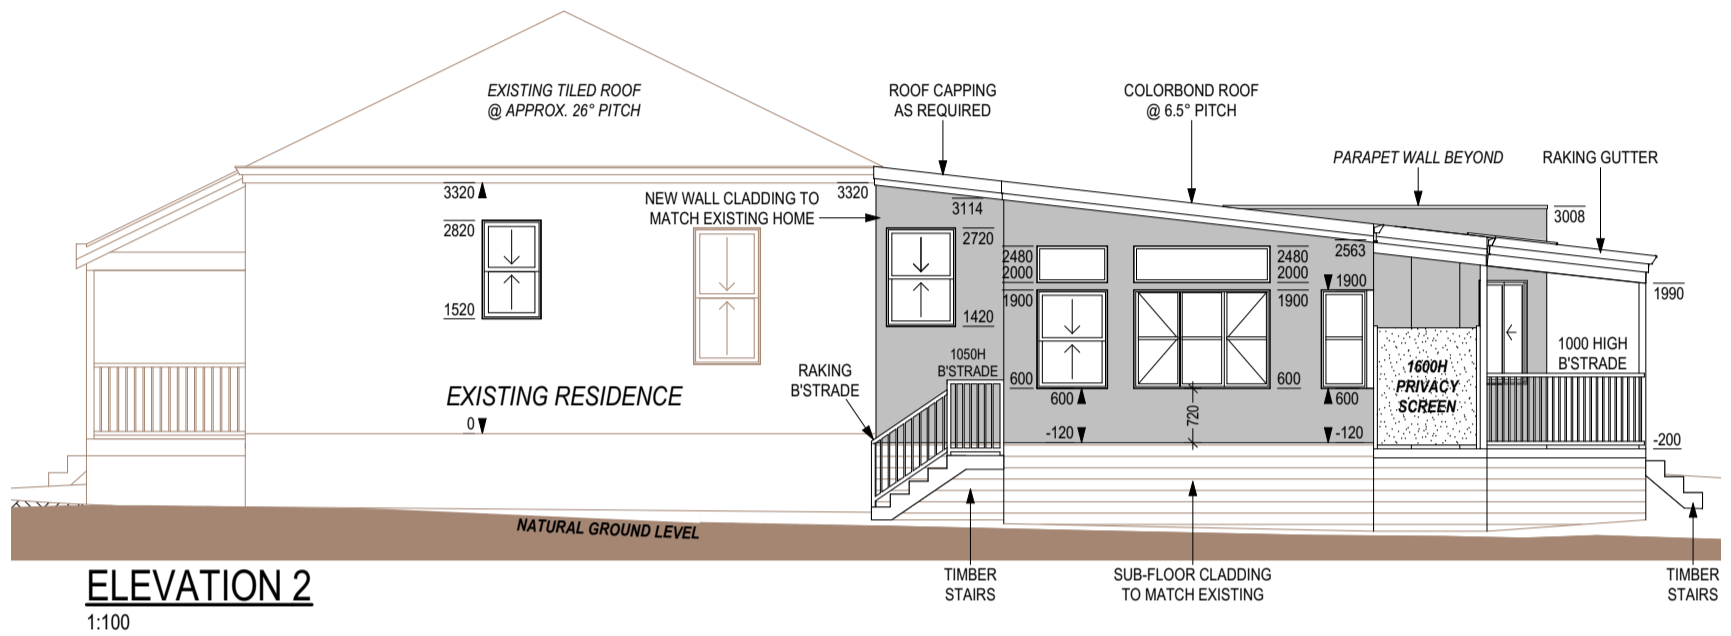 EXISTING TILED ROOF
@ APPROX. 26° PITCH
ROOF CAPPING
AS REQUIRED
COLORBOND ROOF
@ 6.5° PITCH
PARAPET WALL BEYOND
RAKING GUTTER
3320
3320
NEW WALL CLADDING TO
MATCH EXISTING HOME
3114
3008
2820
2720
2480
2000
2480
2000
2563
1900
1900
1900
1990
1520
1420
1050H
B'STRADE
RAKING
B'STRADE
600
600
600
600
1600H
PRIVACY
SCREEN
1000 HIGH
B'STRADE
EXISTING RESIDENCE
0
-120
720
-120
-200
NATURAL GROUND LEVEL
TIMBER
STAIRS
SUB-FLOOR CLADDING
TO MATCH EXISTING
TIMBER
STAIRS
ELEVATION 2
1:100